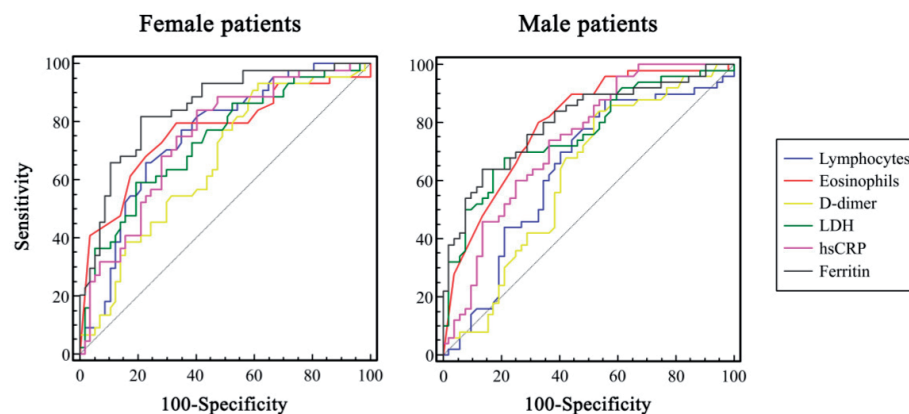 Female patients
Male patients
Sensitivity
100
80
60
40
20
0
0 20 40 60 80 100
100-Specificity
100
80
60
40
20
0
0 20 40 60 80 100
100-Specificity
Lymphocytes
Eosinophils
D-dimer
LDH
hsCRP
Ferritin